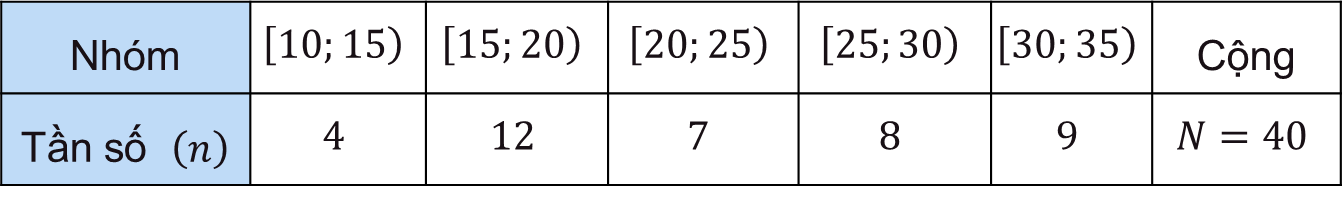 Nhóm [10; 15) [15; 20) [20; 25) [25; 30) [30; 35) Cộng
Tần số (n) 4 12 7 8 9 N = 40